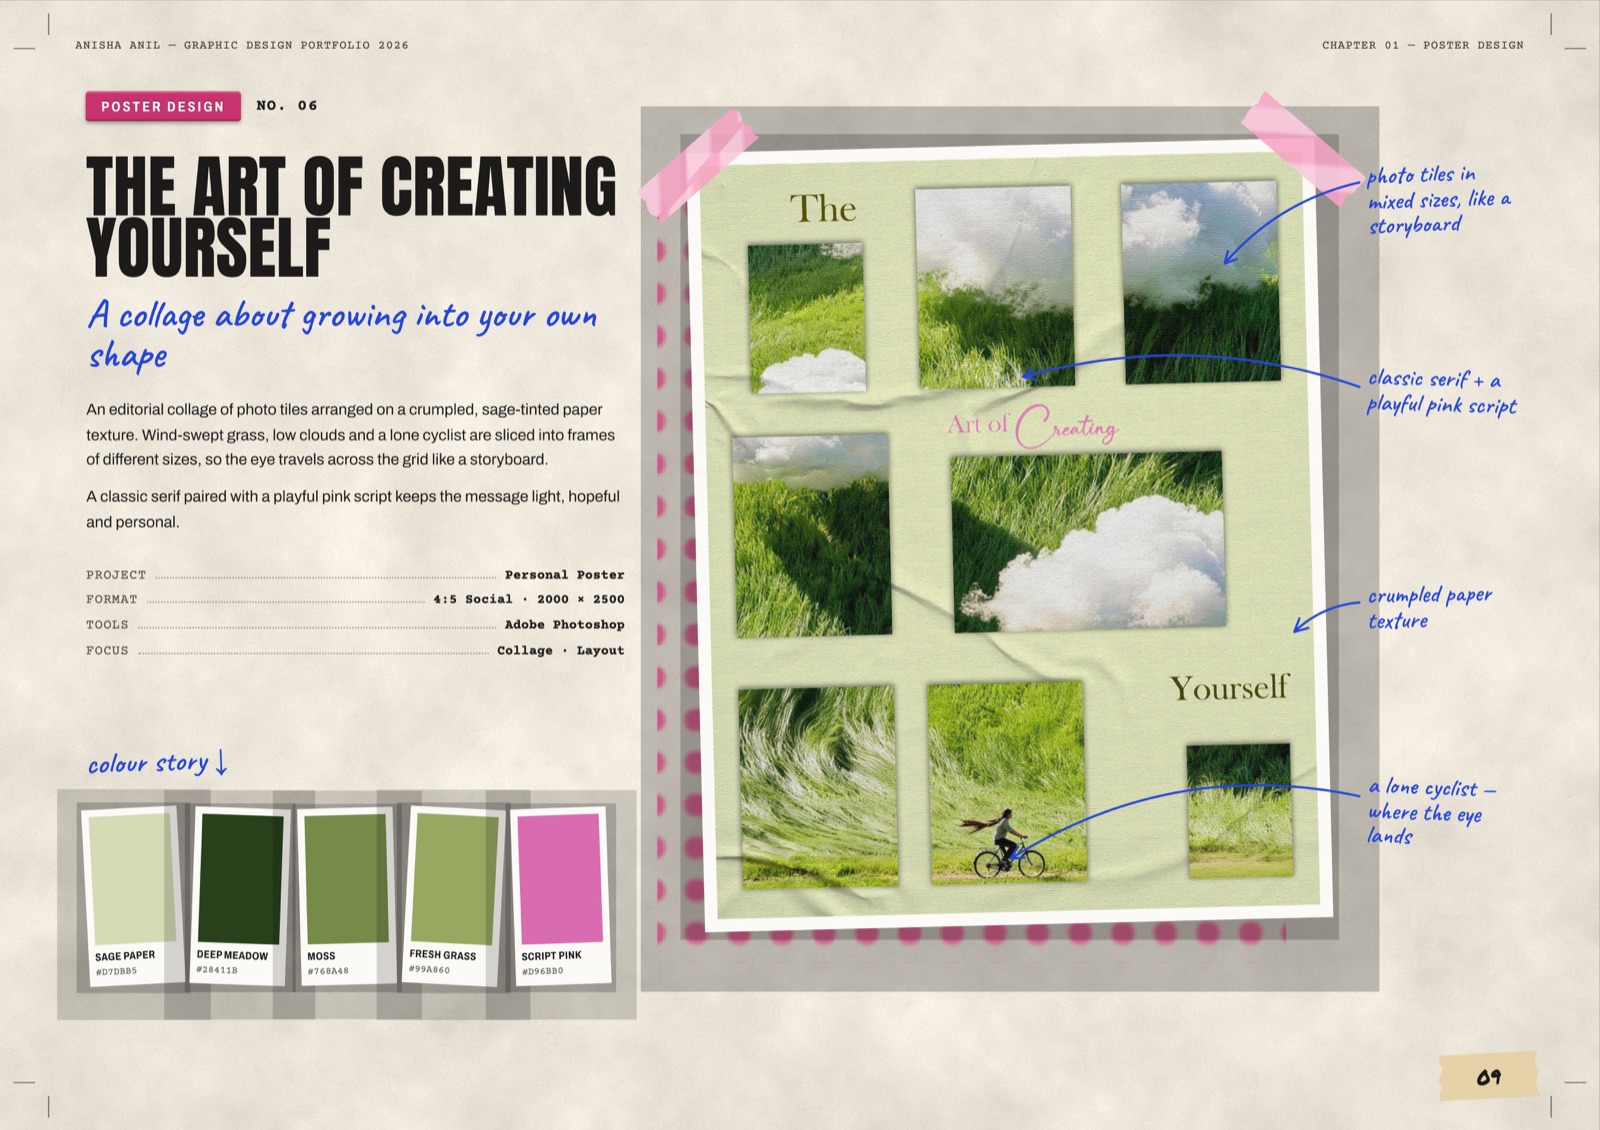 ANISHA ANIL — GRAPHIC DESIGN PORTFOLIO 2026
CHAPTER 01 — POSTER DESIGN
POSTER DESIGN
NO. 06
THE ART OF CREATING
YOURSELF
A collage about growing into your own
shape
An editorial collage of photo tiles arranged on a crumpled, sage-tinted paper
texture. Wind-swept grass, low clouds and a lone cyclist are sliced into frames
of different sizes, so the eye travels across the grid like a storyboard.
A classic serif paired with a playful pink script keeps the message light, hopeful
and personal.
PROJECT Personal Poster
FORMAT 4:5 Social · 2000 × 2500
TOOLS Adobe Photoshop
FOCUS Collage · Layout
colour story ↓
SAGE PAPER
#D7DBB5
DEEP MEADOW
#28411B
MOSS
#768A48
FRESH GRASS
#99A860
SCRIPT PINK
#D96BB0
The
Art of Creating
Yourself
photo tiles in
mixed sizes, like a
storyboard
classic serif + a
playful pink script
crumpled paper
texture
a lone cyclist —
where the eye
lands
09